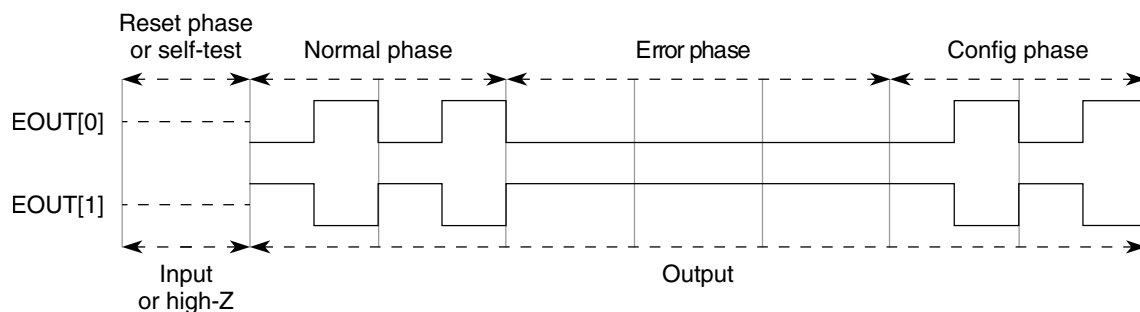 Reset phase
or self-test
Normal phase
Error phase
Config phase
EOUT[0]
EOUT[1]
Input
or high-Z
Output